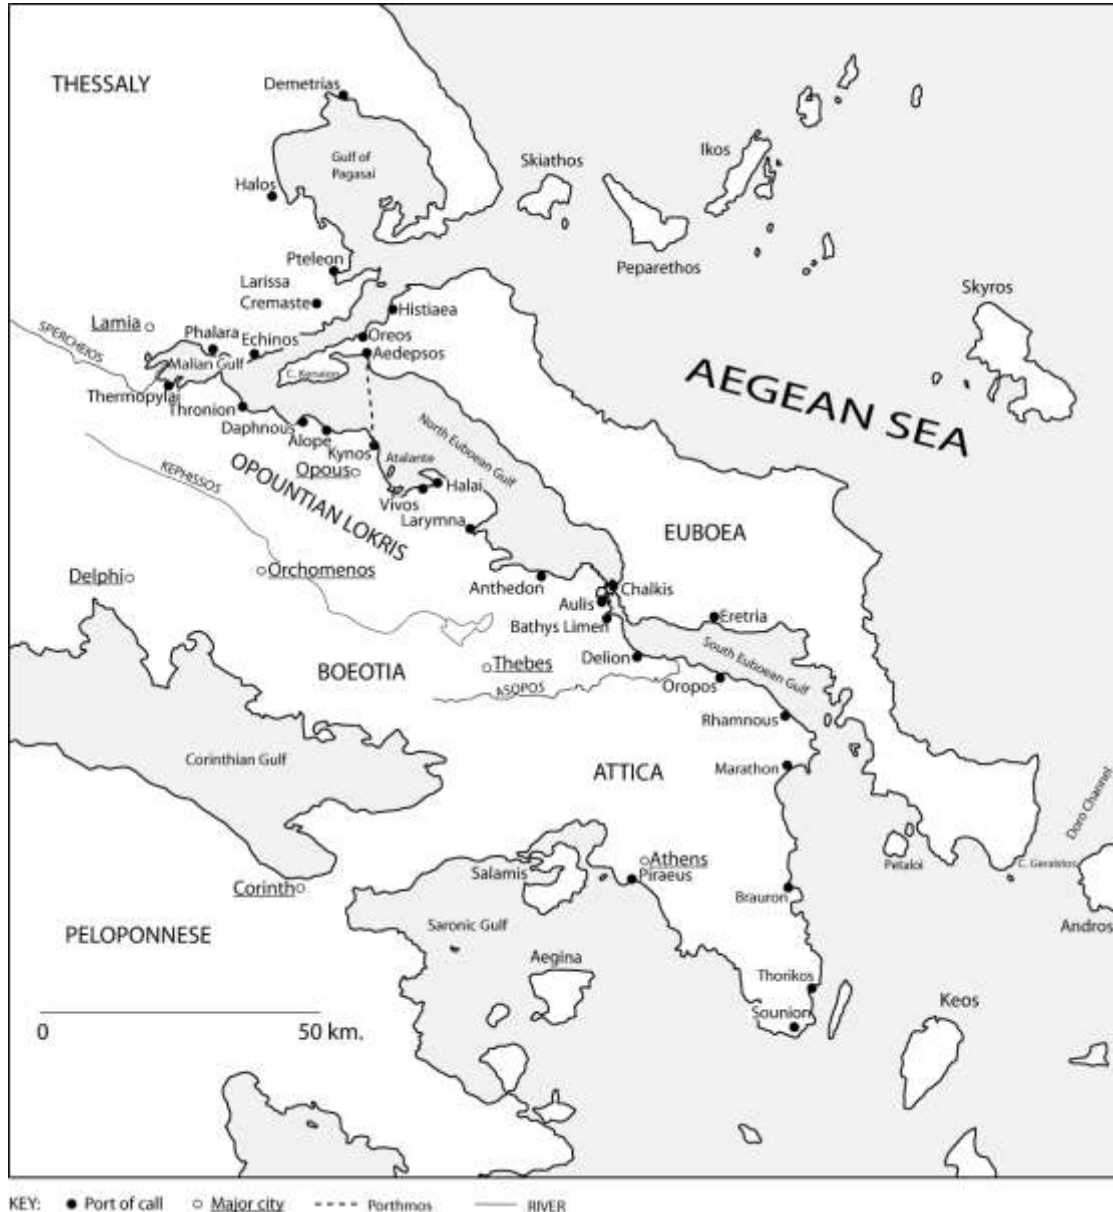 THESSALY
Demetrias
Gulf of
Pagasai
Halos
Skiathos
Ikos
Peparethos
Skyros
Pteleon
Larissa
Cremaste
Histiaea
Lamia
SPERCHEIOS
Phalara
Echinos
Oreos
Aedepsos
Malian Gulf
C. Kenaion
Thermopylai
Thronion
Daphnous
Alope
Kynos
Atalante
North Euboean Gulf
AEGEAN SEA
KEPHISSOS
Opous
OPOUNTIAN LOKRIS
Vivos
Halai
Larymna
EUBOEA
Delphi
Orchomenos
Anthedon
Chalkis
Aulis
Bathys Limen
Eretria
BOEOTIA
Thebes
Delion
South Euboean Gulf
ASOPOS
Oropos
Rhamnous
Corinthian Gulf
ATTICA
Marathon
Doro Channel
Petaloi
C. Geraistos
Salamis
Athens
Piraeus
Corinth
Brauron
Andros
PELOPONNESE
Saronic Gulf
Aegina
Thorikos
Keos
Sounion
0 50 km.
KEY: Port of call Major city Porthmos RIVER